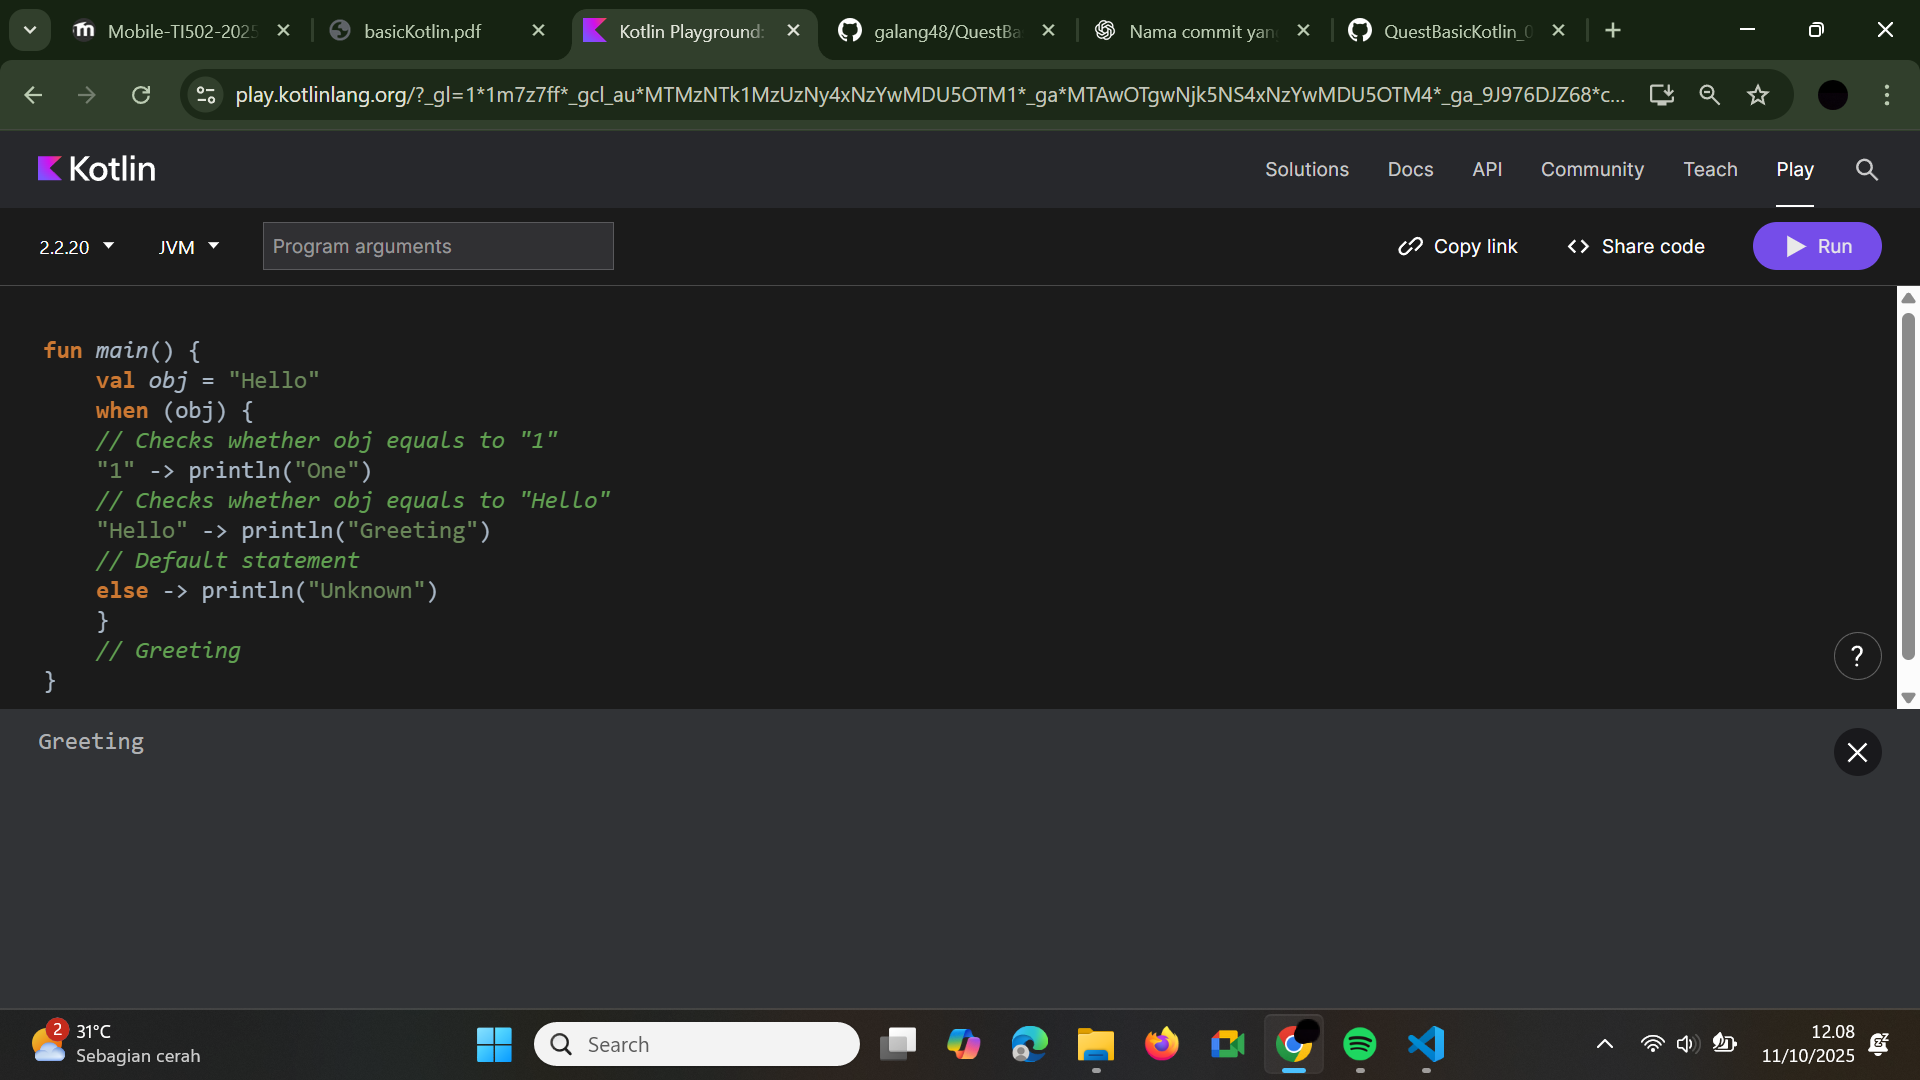 Mobile-TI502-2025
basicKotlin.pdf
Kotlin Playground:
galang48/QuestBa
Nama commit yang
QuestBasicKotlin_0
play.kotlinlang.org/?_gl=1*1m7z7ff*_gcl_au*MTMzNTk1MzUzNy4xNzYwMDU5OTM1*_ga*MTAwOTgwNjk5NS4xNzYwMDU5OTM4*_ga_9J976DJZ68*c...
Kotlin
Solutions
Docs
API
Community
Teach
Play
2.2.20
JVM
Program arguments
Copy link
Share code
Run
fun main() {
val obj = "Hello"
when (obj) {
// Checks whether obj equals to "1"
"1" -> println("One")
// Checks whether obj equals to "Hello"
"Hello" -> println("Greeting")
// Default statement
else -> println("Unknown")
}
// Greeting
}
?
Greeting
2
31°C
Sebagian cerah
Search
12.08
11/10/2025